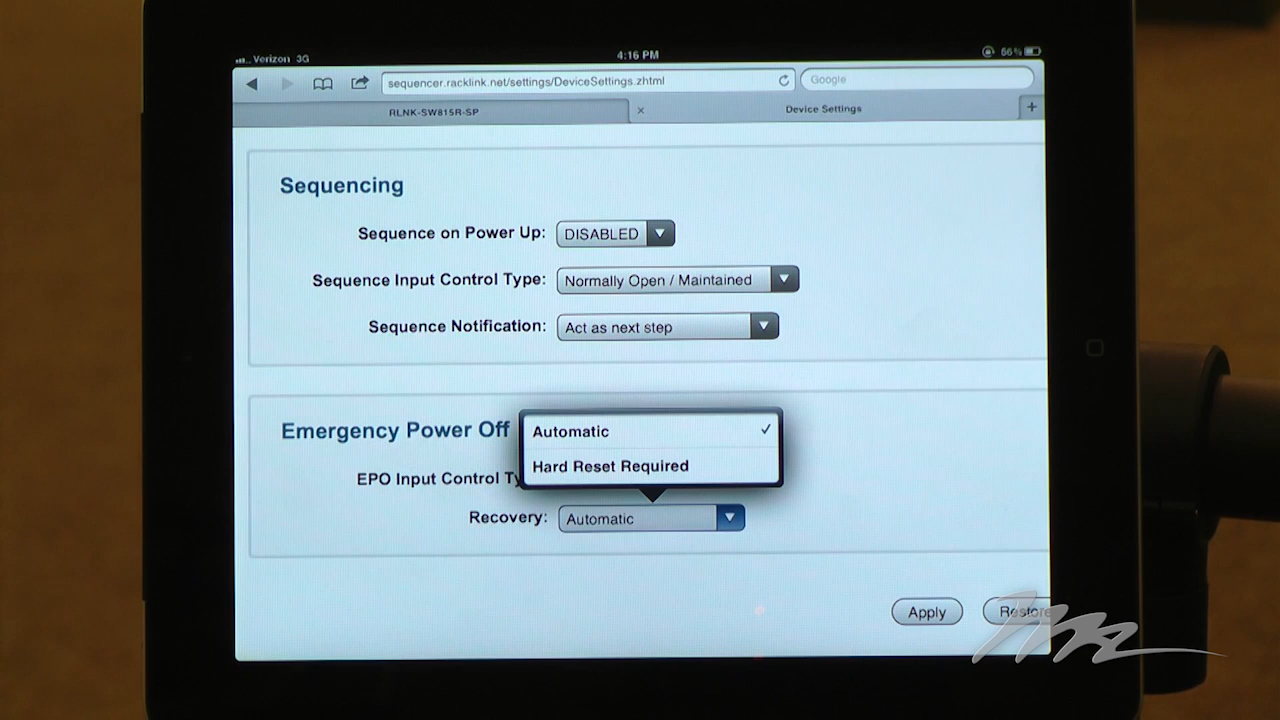 Verizon 3G 4:16 PM 56%
sequencer.racklink.net/settings/DeviceSettings.zhtml Google
RLNK-SW815R-SP × Device Settings +
Sequencing
Sequence on Power Up: DISABLED
Sequence Input Control Type: Normally Open / Maintained
Sequence Notification: Act as next step
Emergency Power Off
Automatic ✓
Hard Reset Required
EPO Input Control Ty
Recovery: Automatic
Apply Restore